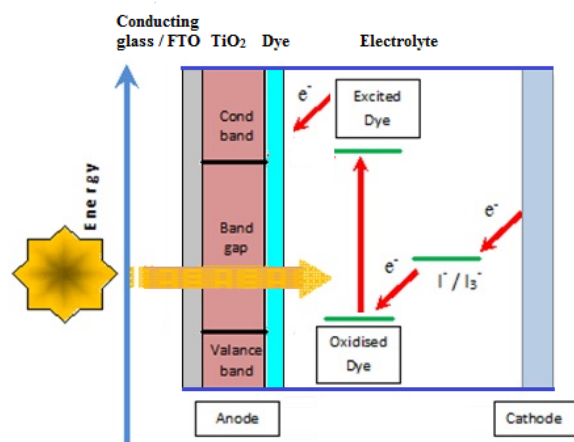 Conducting
glass / FTO TiO₂ Dye Electrolyte
Energy
Cond
band
Band
gap
Valance
band
e⁻
Excited
Dye
e⁻
e⁻
I⁻ / I₃⁻
Oxidised
Dye
Anode
Cathode